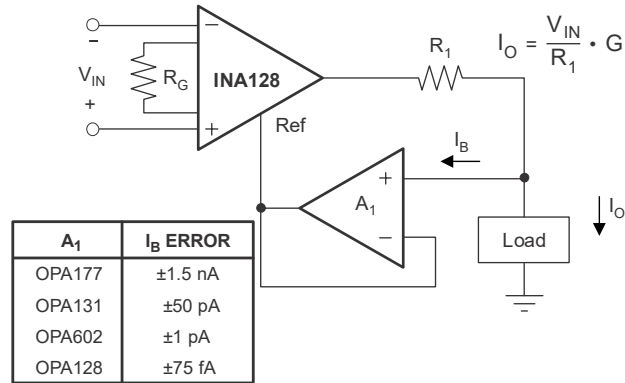 −
V_IN
+
R_G
−
INA128
+
Ref
R_1
I_O = V_IN / R_1 • G
I_B
+
A_1
−
I_O
Load
A_1 I_B ERROR
OPA177 ±1.5 nA
OPA131 ±50 pA
OPA602 ±1 pA
OPA128 ±75 fA